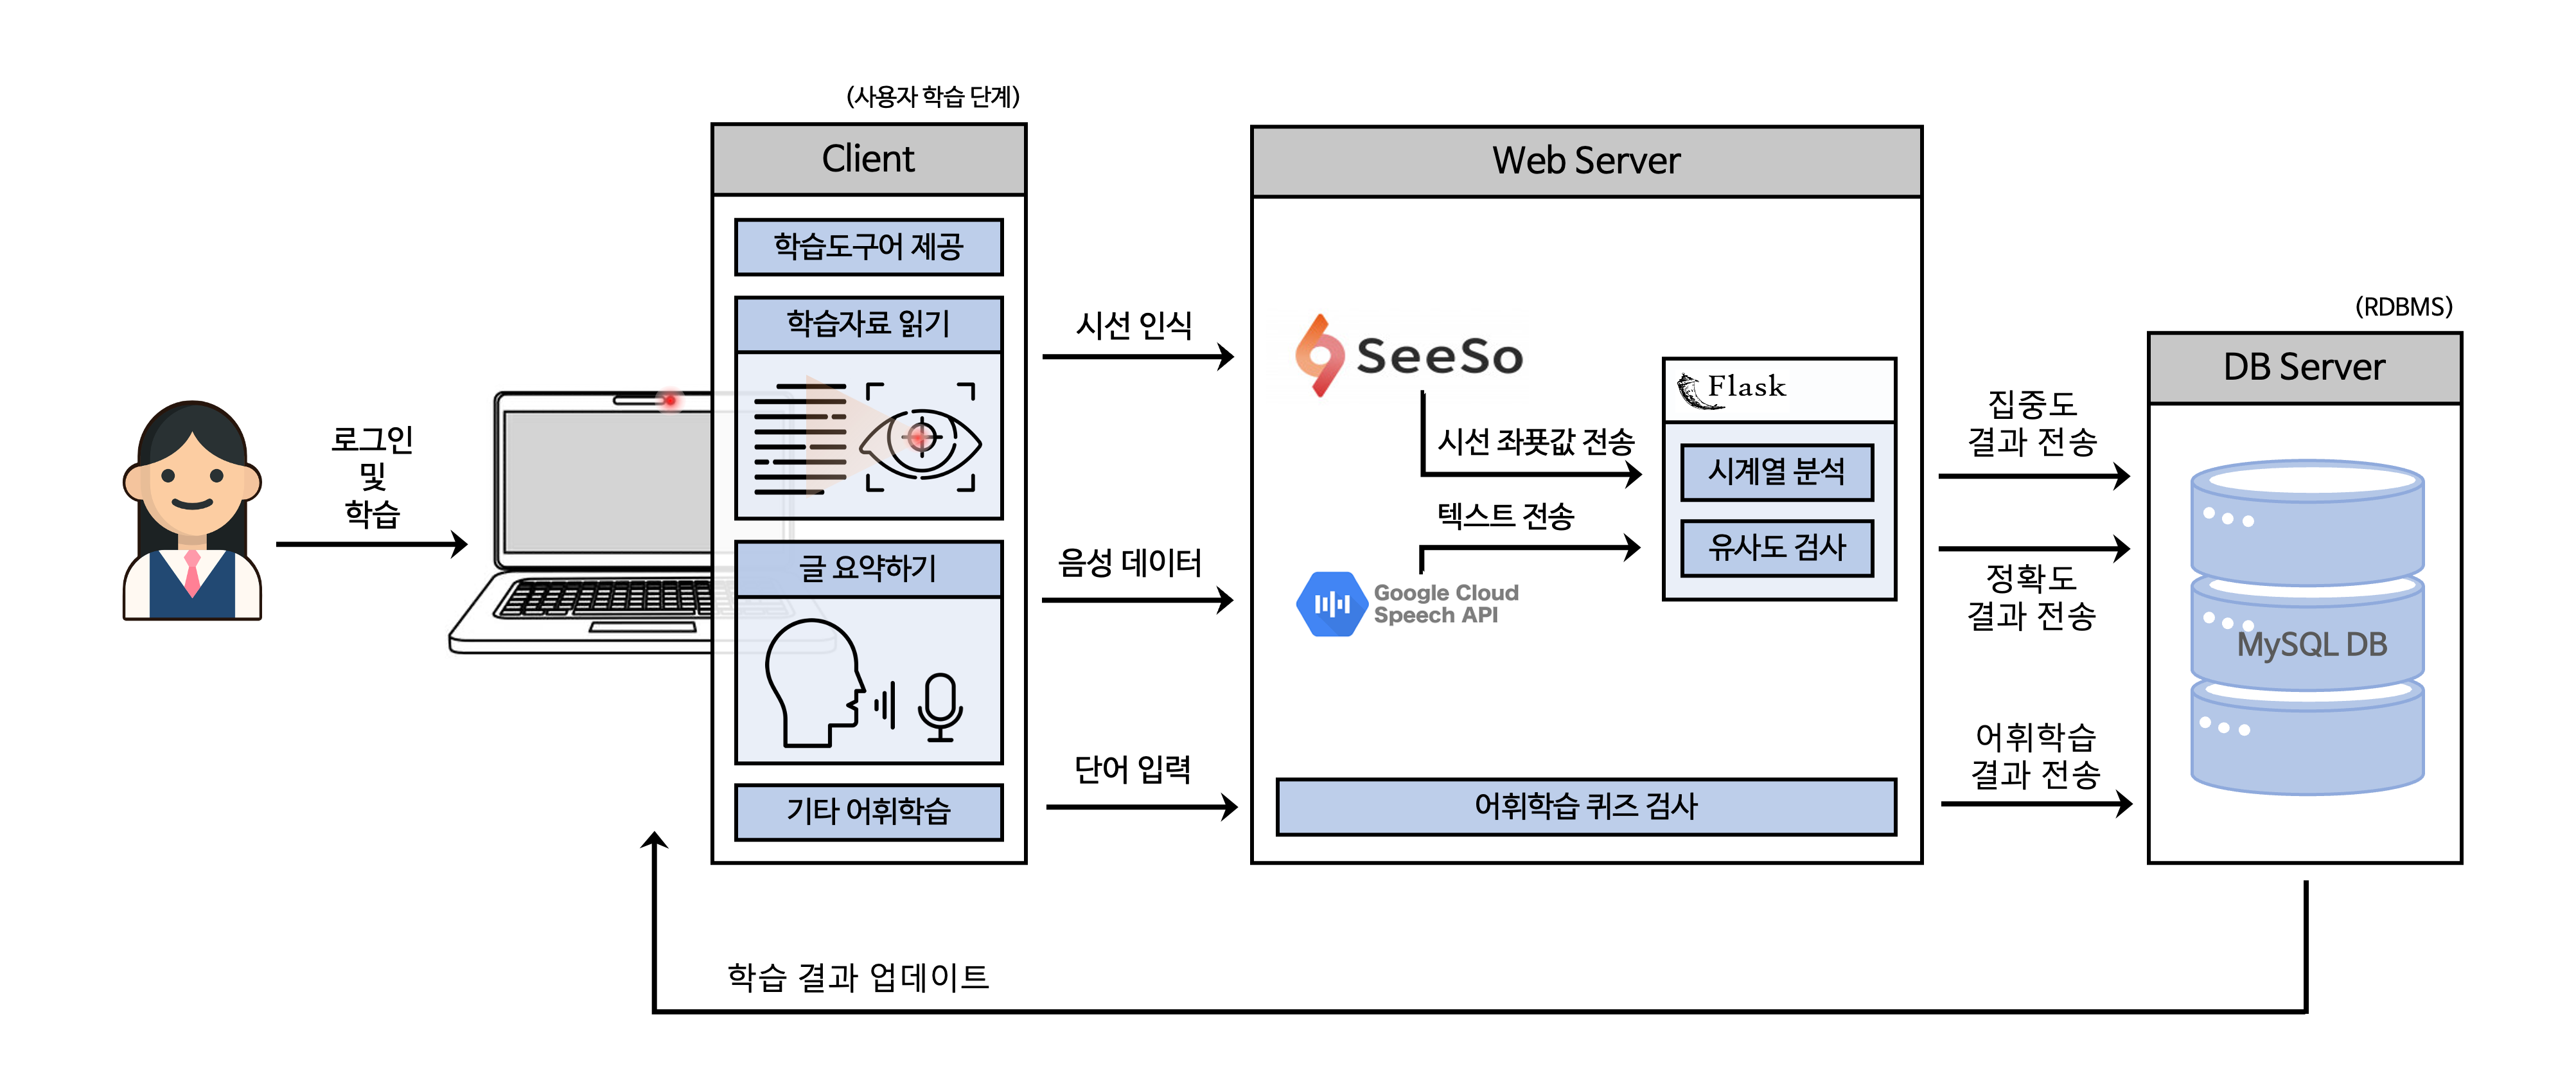 (사용자 학습 단계)
Client
학습도구어 제공
학습자료 읽기
글 요약하기
기타 어휘학습
로그인
및
학습
시선 인식
음성 데이터
단어 입력
Web Server
SeeSo
시선 좌푯값 전송
텍스트 전송
Google Cloud
Speech API
Flask
시계열 분석
유사도 검사
어휘학습 퀴즈 검사
집중도
결과 전송
정확도
결과 전송
어휘학습
결과 전송
(RDBMS)
DB Server
MySQL DB
학습 결과 업데이트